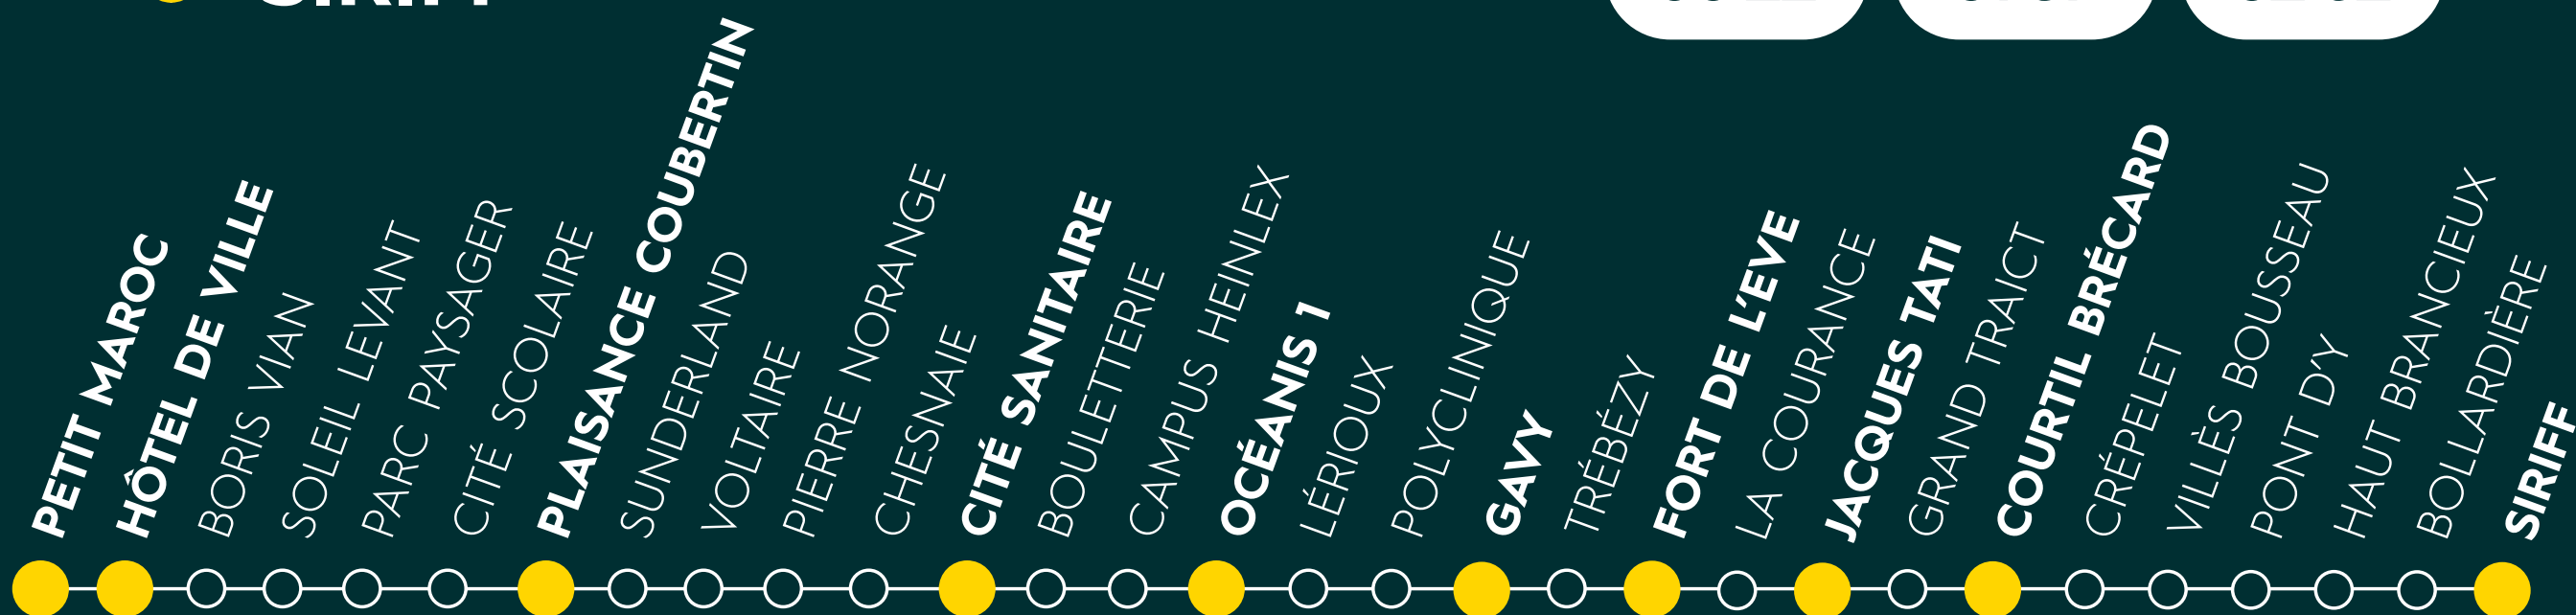 SIRIFF
PETIT MAROC
HÔTEL DE VILLE
BORIS VIAN
SOLEIL LEVANT
PARC PAYSAGER
CITÉ SCOLAIRE
PLAISANCE COUBERTIN
SUNDERLAND
VOLTAIRE
PIERRE NORANGE
CHESNAIE
CITÉ SANITAIRE
BOULETTERIE
CAMPUS HEINLEX
OCÉANIS 1
LÉRIOUX
POLYCLINIQUE
GAVY
TRÉBÉZY
FORT DE L'EVE
LA COURANCE
JACQUES TATI
GRAND TRAICT
COURTIL BRÉCARD
CRÉPELET
VILLÈS BOUSSEAU
PONT D'Y
HAUT BRANCIEUX
BOLLARDIÈRE
SIRIFF